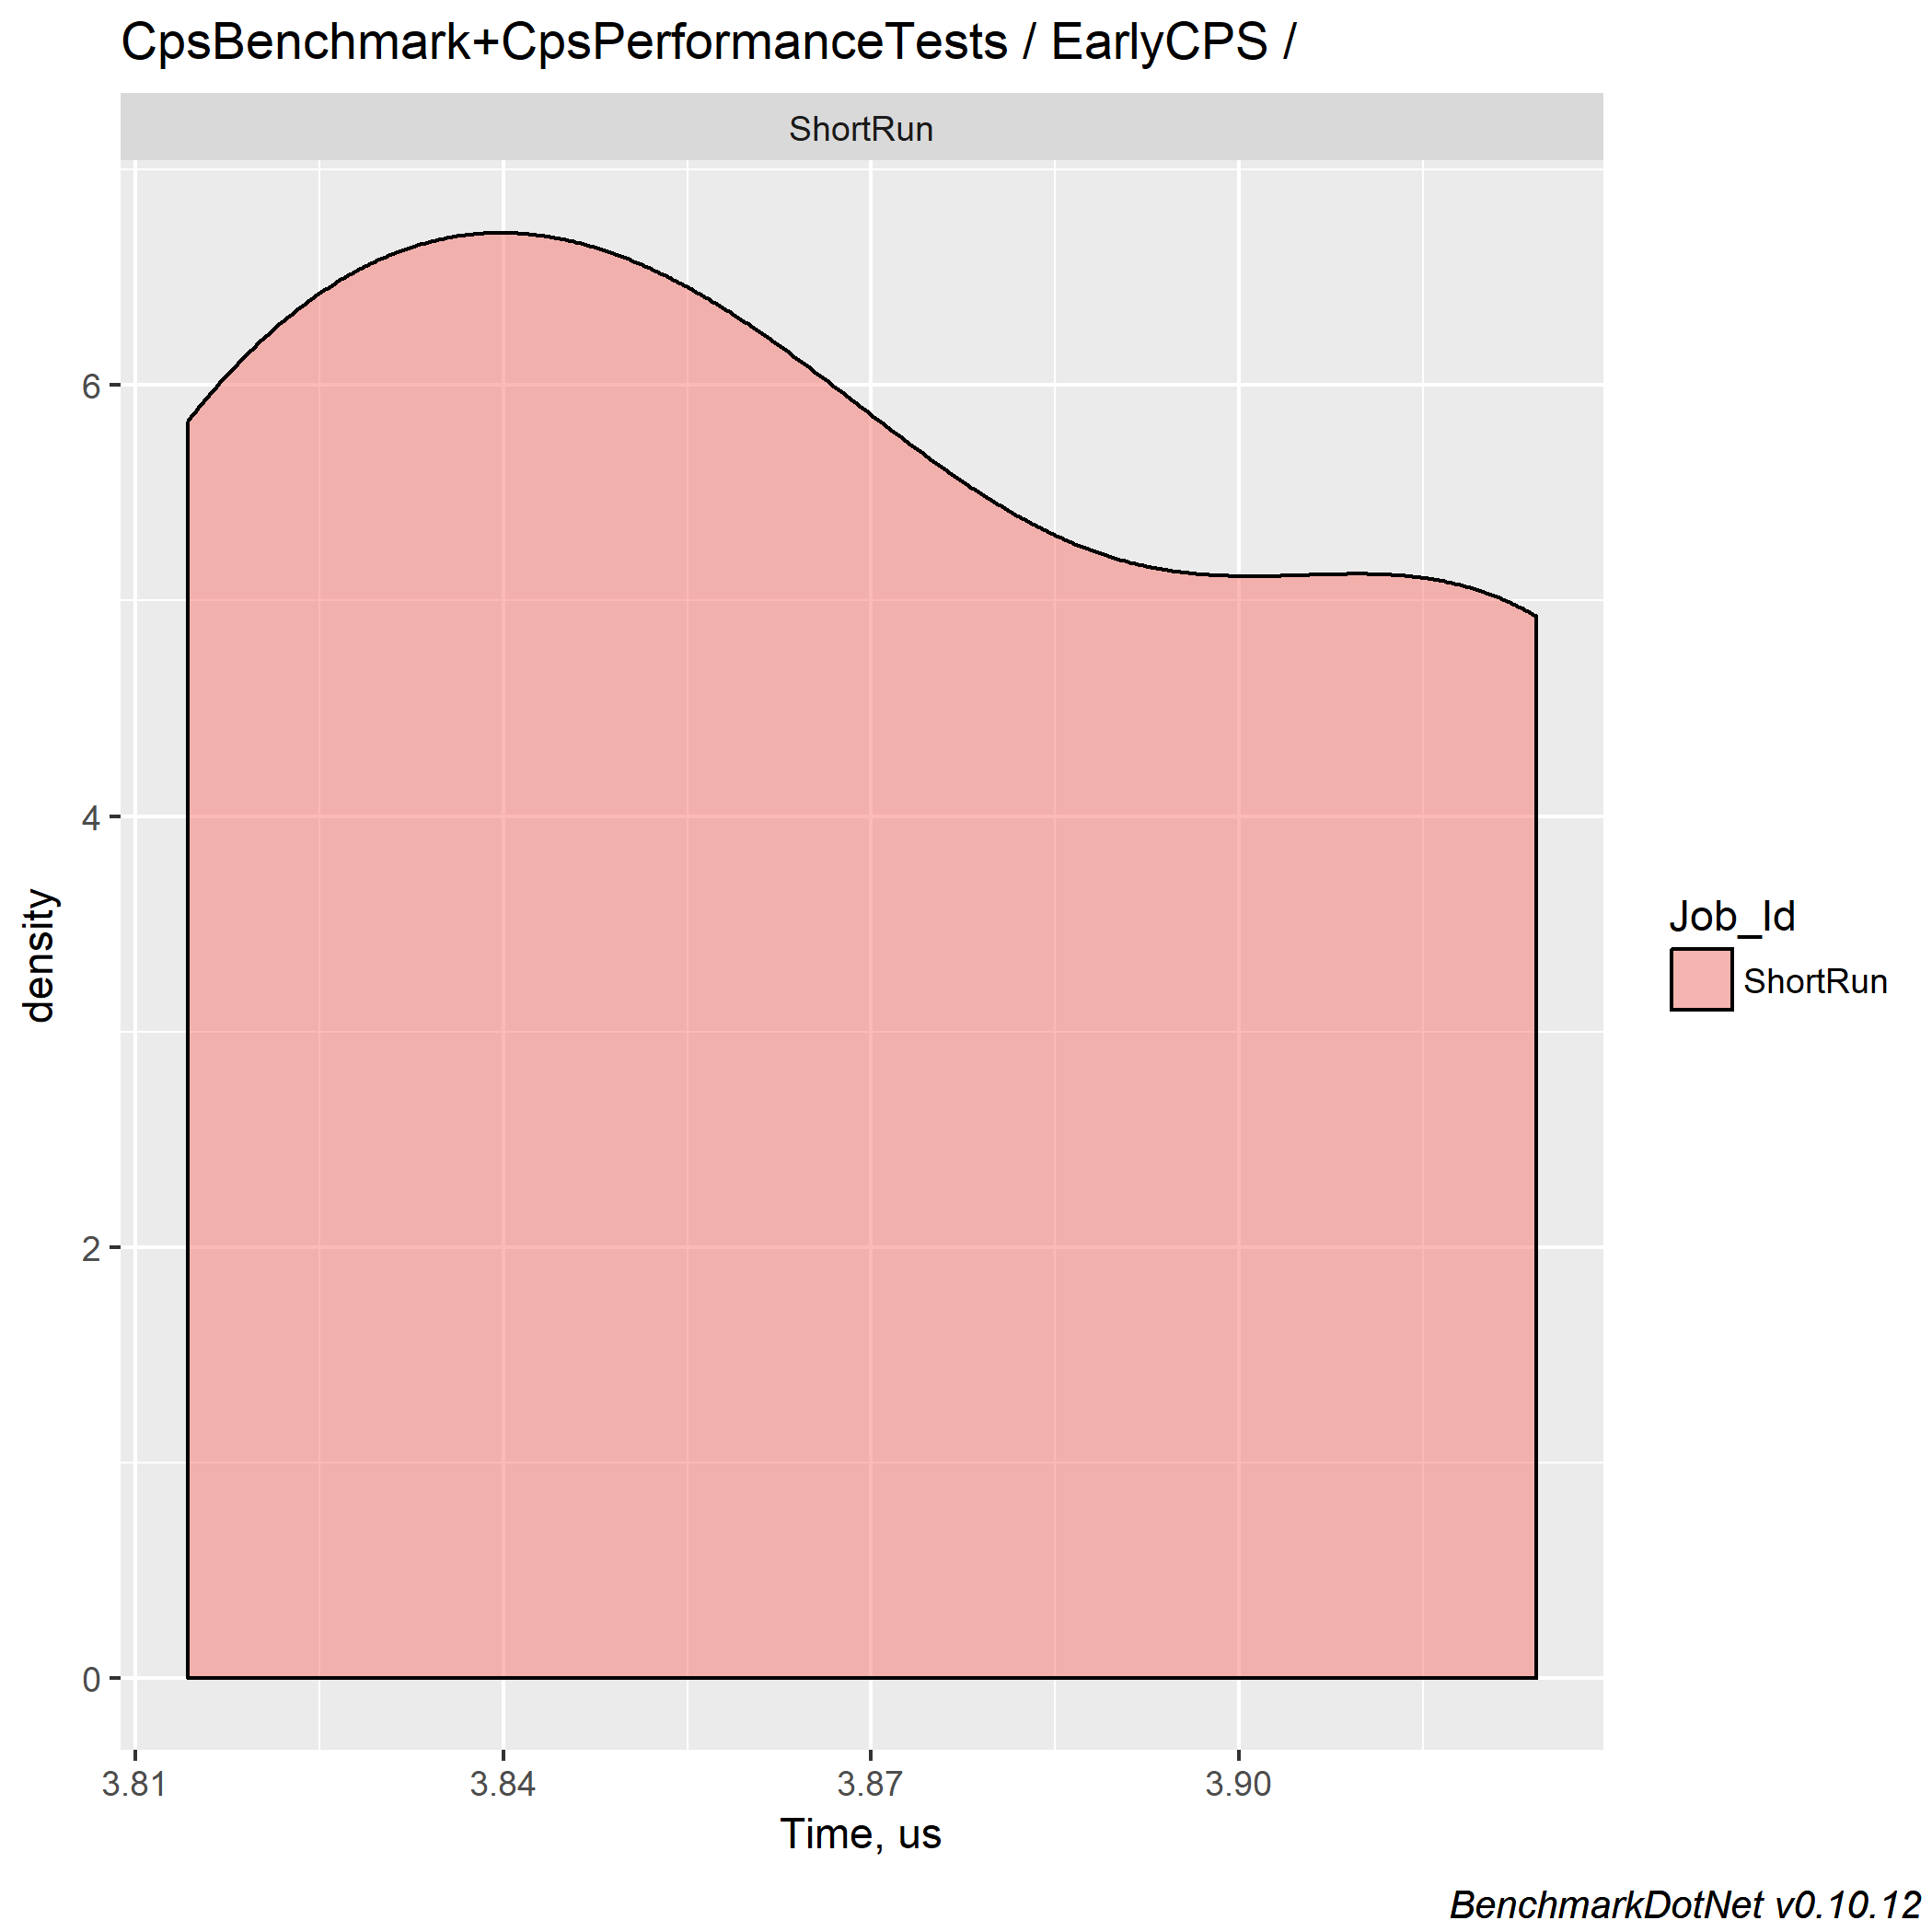 CpsBenchmark+CpsPerformanceTests / EarlyCPS /
ShortRun
6
4
2
0
density
3.81 3.84 3.87 3.90
Time, us
Job_Id
ShortRun
BenchmarkDotNet v0.10.12